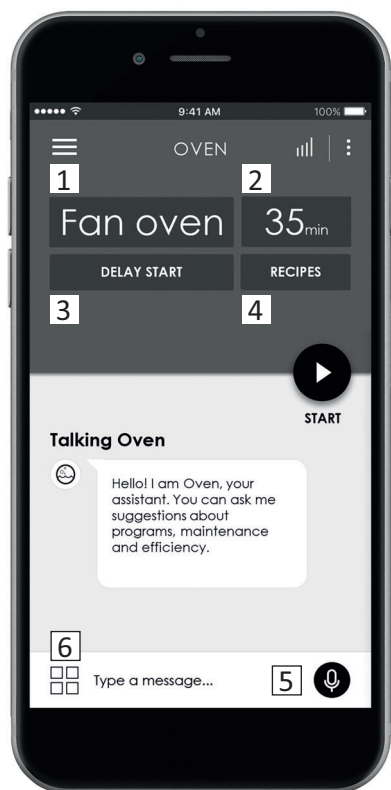 9:41 AM 100%
OVEN
1 2
Fan oven 35min
DELAY START RECIPES
3 4
START
Talking Oven
Hello! I am Oven, your
assistant. You can ask me
suggestions about
programs, maintenance
and efficiency.
6
Type a message... 5